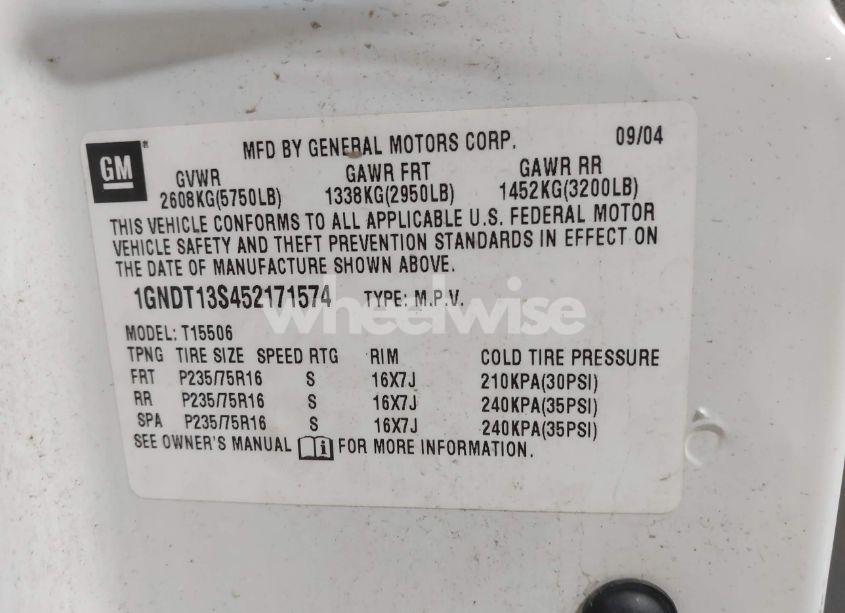 GM
MFD BY GENERAL MOTORS CORP. 09/04
GVWR GAWR FRT GAWR RR
2608KG(5750LB) 1338KG(2950LB) 1452KG(3200LB)
THIS VEHICLE CONFORMS TO ALL APPLICABLE U.S. FEDERAL MOTOR
VEHICLE SAFETY AND THEFT PREVENTION STANDARDS IN EFFECT ON
THE DATE OF MANUFACTURE SHOWN ABOVE.
1GNDT13S452171574 TYPE: M.P.V.
wheelwise
MODEL: T15506
TPNG TIRE SIZE SPEED RTG RIM COLD TIRE PRESSURE
FRT P235/75R16 S 16X7J 210KPA(30PSI)
RR P235/75R16 S 16X7J 240KPA(35PSI)
SPA P235/75R16 S 16X7J 240KPA(35PSI)
SEE OWNER'S MANUAL FOR MORE INFORMATION.